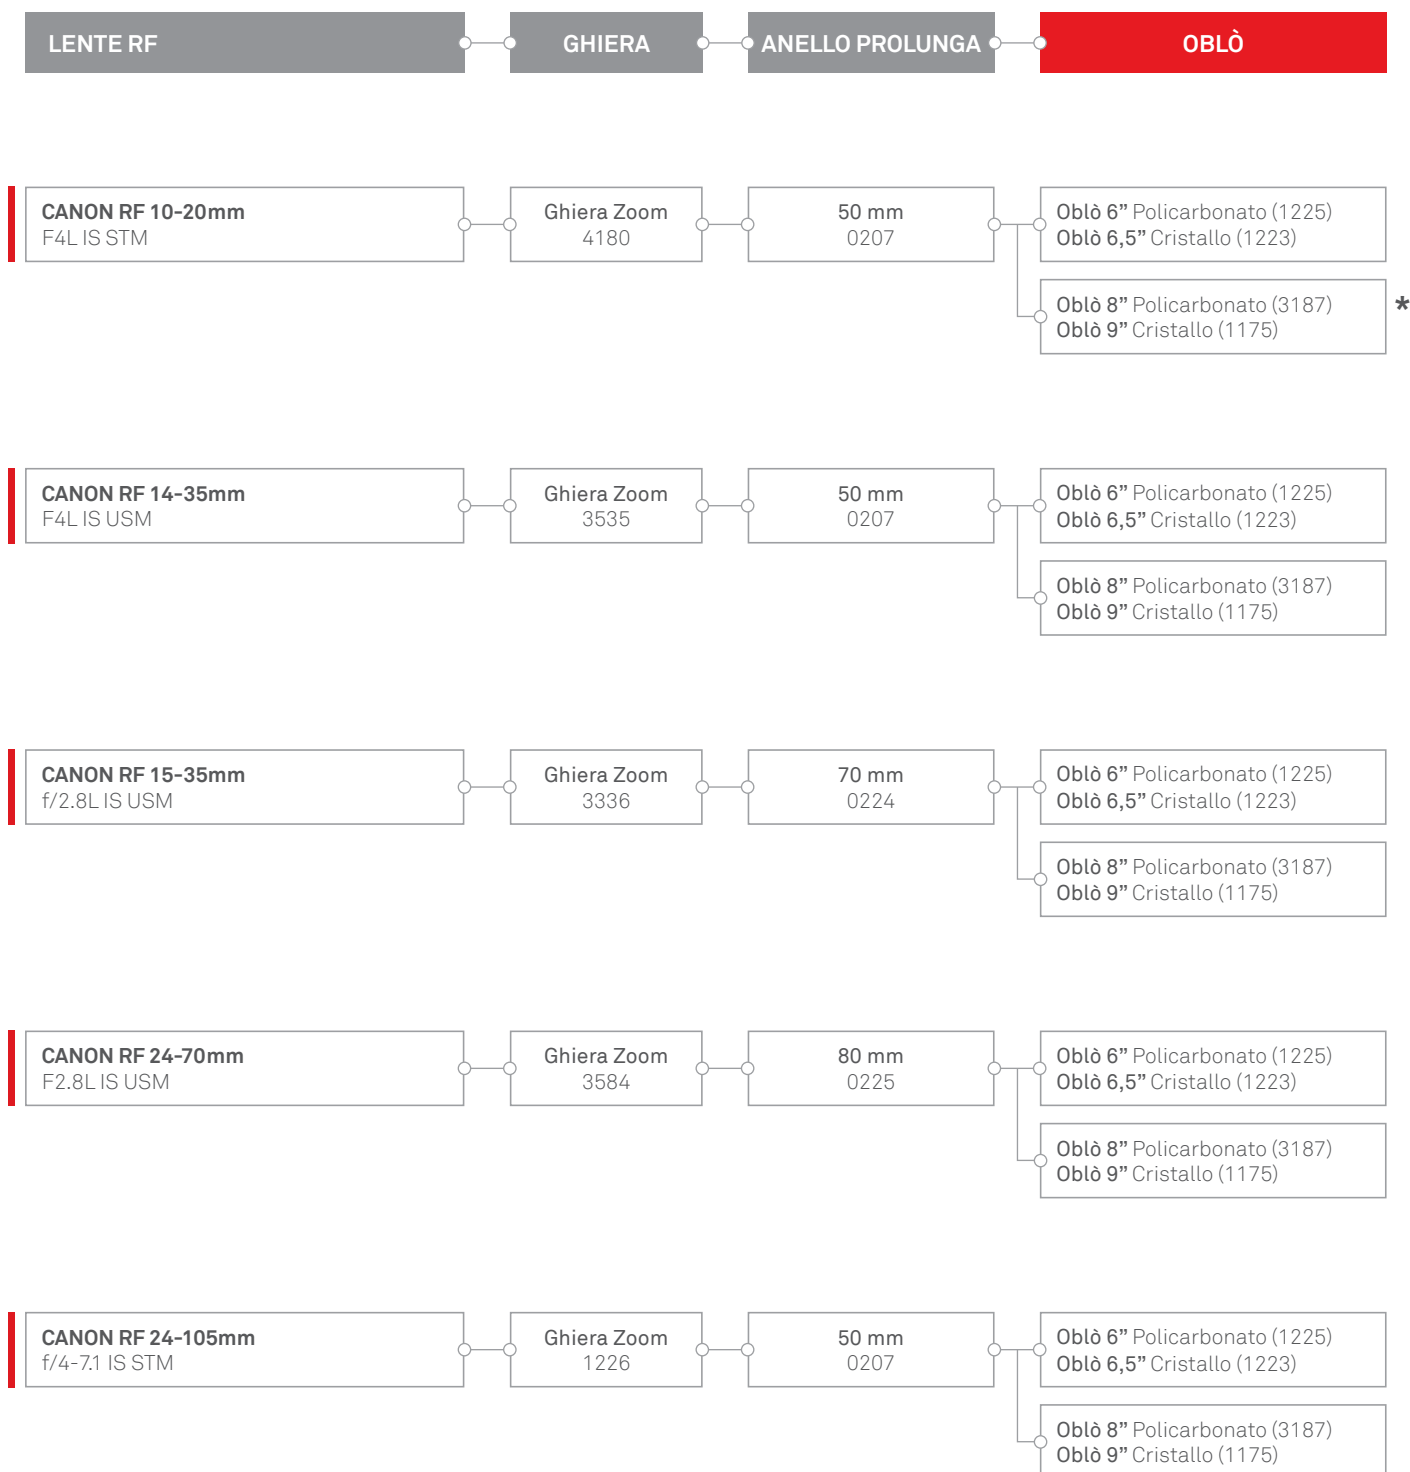 LENTE RF
GHIERA
ANELLO PROLUNGA
OBLÒ
CANON RF 10-20mm
F4L IS STM
Ghiera Zoom
4180
50 mm
0207
Oblò 6” Policarbonato (1225)
Oblò 6,5” Cristallo (1223)
Oblò 8” Policarbonato (3187)
Oblò 9” Cristallo (1175)
*
CANON RF 14-35mm
F4L IS USM
Ghiera Zoom
3535
50 mm
0207
Oblò 6” Policarbonato (1225)
Oblò 6,5” Cristallo (1223)
Oblò 8” Policarbonato (3187)
Oblò 9” Cristallo (1175)
CANON RF 15-35mm
f/2.8L IS USM
Ghiera Zoom
3336
70 mm
0224
Oblò 6” Policarbonato (1225)
Oblò 6,5” Cristallo (1223)
Oblò 8” Policarbonato (3187)
Oblò 9” Cristallo (1175)
CANON RF 24-70mm
F2.8L IS USM
Ghiera Zoom
3584
80 mm
0225
Oblò 6” Policarbonato (1225)
Oblò 6,5” Cristallo (1223)
Oblò 8” Policarbonato (3187)
Oblò 9” Cristallo (1175)
CANON RF 24-105mm
f/4-7.1 IS STM
Ghiera Zoom
1226
50 mm
0207
Oblò 6” Policarbonato (1225)
Oblò 6,5” Cristallo (1223)
Oblò 8” Policarbonato (3187)
Oblò 9” Cristallo (1175)